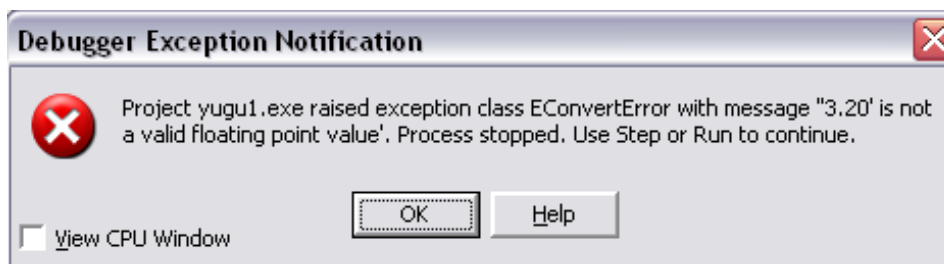 Debugger Exception Notification
Project yugu1.exe raised exception class EConvertError with message "3.20' is not
a valid floating point value'. Process stopped. Use Step or Run to continue.
OK
Help
View CPU Window